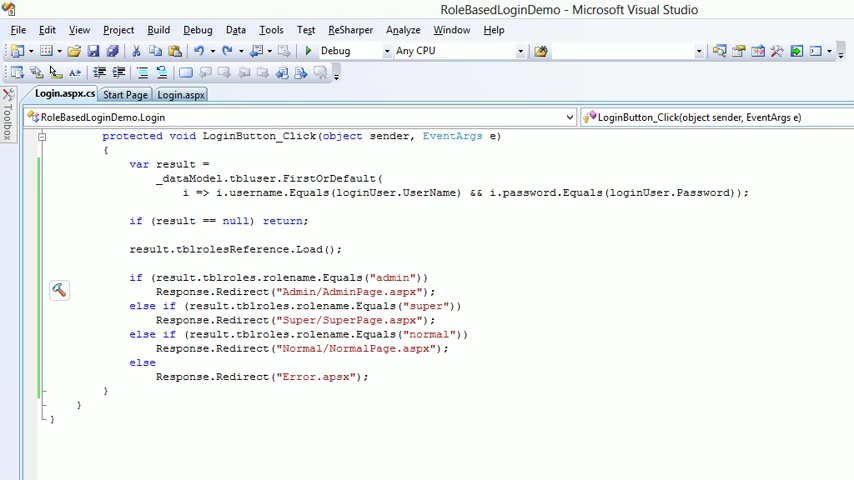 RoleBasedLoginDemo - Microsoft Visual Studio
File Edit View Project Build Debug Data Tools Test ReSharper Analyze Window Help
Debug Any CPU
Login.aspx.cs Start Page Login.aspx
Toolbox
RoleBasedLoginDemo.Login LoginButton_Click(object sender, EventArgs e)
protected void LoginButton_Click(object sender, EventArgs e)
{
var result =
_dataModel.tbluser.FirstOrDefault(
i => i.username.Equals(loginUser.UserName) && i.password.Equals(loginUser.Password));
if (result == null) return;
result.tblrolesReference.Load();
if (result.tblroles.rolename.Equals("admin"))
Response.Redirect("Admin/AdminPage.aspx");
else if (result.tblroles.rolename.Equals("super"))
Response.Redirect("Super/SuperPage.aspx");
else if (result.tblroles.rolename.Equals("normal"))
Response.Redirect("Normal/NormalPage.aspx");
else
Response.Redirect("Error.apsx");
}
}
}